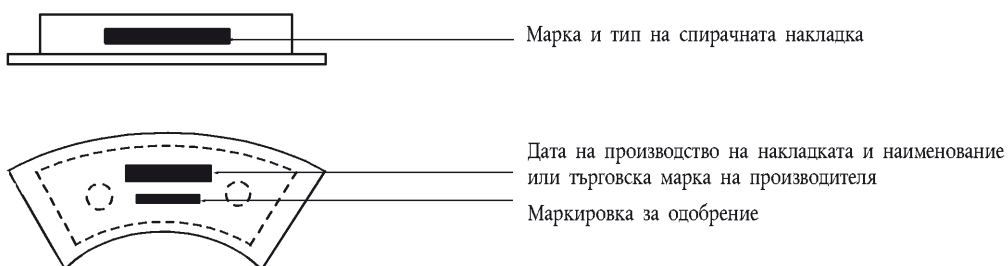 Марка и тип на спирачната накладка
Дата на производство на накладката и наименование
или търговска марка на производителя
Маркировка за одобрение